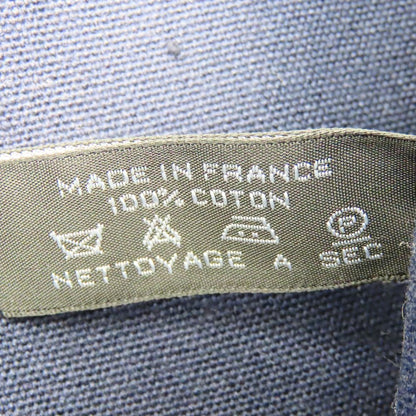 MADE IN FRANCE
100% COTON
P
NETTOYAGE A SEC